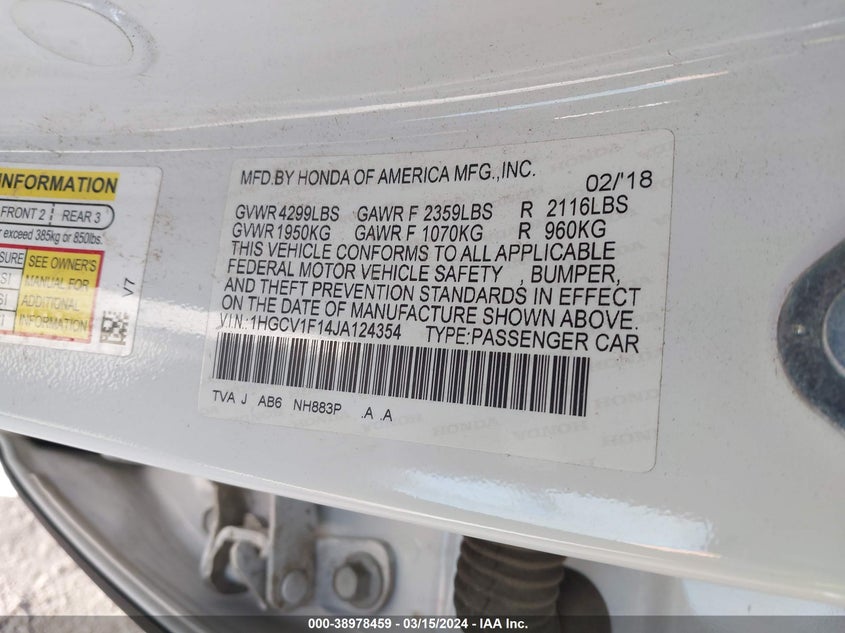 INFORMATION
FRONT 2 REAR 3
exceed 385kg or 850lbs.
SEE OWNER'S
MANUAL FOR
ADDITIONAL
INFORMATION
V7
MFD.BY HONDA OF AMERICA MFG.,INC. 02/'18
GVWR 4299LBS GAWR F 2359LBS R 2116LBS
GVWR 1950KG GAWR F 1070KG R 960KG
THIS VEHICLE CONFORMS TO ALL APPLICABLE
FEDERAL MOTOR VEHICLE SAFETY , BUMPER,
AND THEFT PREVENTION STANDARDS IN EFFECT
ON THE DATE OF MANUFACTURE SHOWN ABOVE.
V.I.N.:1HGCV1F14JA124354 TYPE:PASSENGER CAR
TVA J AB6 NH883P .A .A
HONDA
000-38978459 - 03/15/2024 - IAA Inc.